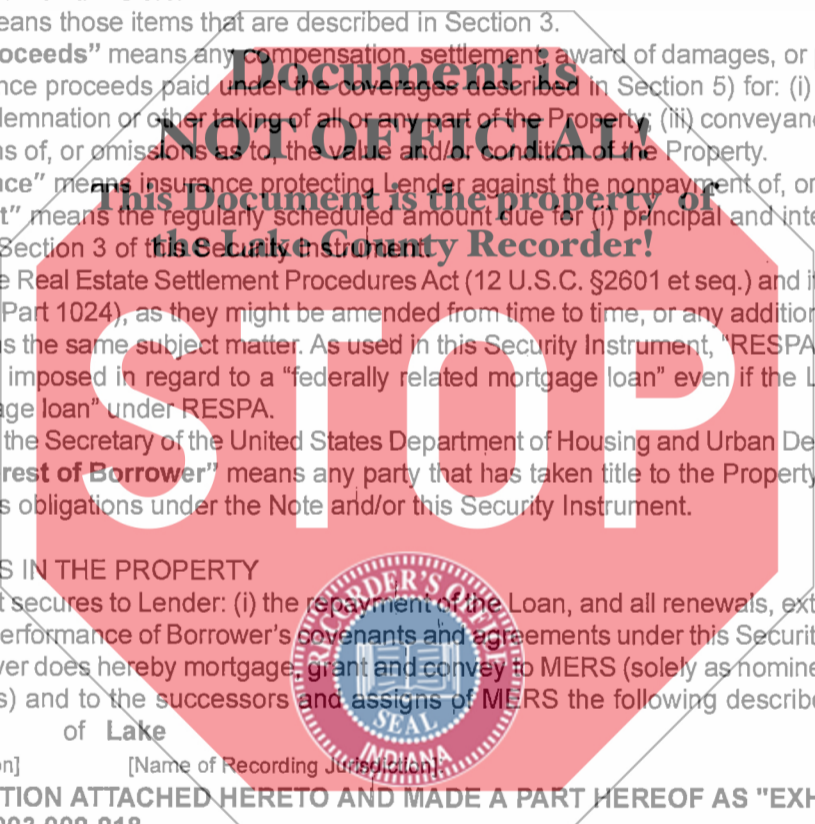 eans those items that are described in Section 3.
oceeds” means any compensation, settlement, award of damages, or
nce proceeds paid under the coverages described in Section 5) for: (i)
demnation or other taking of all or any part of the Property; (iii) conveyan
ns of, or omissions as to, the value and/or condition of the Property.
nce” means insurance protecting Lender against the nonpayment of, or
t” means the regularly scheduled amount due for (i) principal and inte
Section 3 of this Security Instrument.
e Real Estate Settlement Procedures Act (12 U.S.C. §2601 et seq.) and i
Part 1024), as they might be amended from time to time, or any addition
s the same subject matter. As used in this Security Instrument, "RESPA
imposed in regard to a “federally related mortgage loan” even if the L
age loan” under RESPA.
the Secretary of the United States Department of Housing and Urban De
rest of Borrower” means any party that has taken title to the Property
s obligations under the Note and/or this Security Instrument.
S IN THE PROPERTY
t secures to Lender: (i) the repayment of the Loan, and all renewals, ext
erformance of Borrower’s covenants and agreements under this Securit
ver does hereby mortgage, grant and convey to MERS (solely as nomine
s) and to the successors and assigns of MERS the following describe
of Lake
on] [Name of Recording Jurisdiction]:
TION ATTACHED HERETO AND MADE A PART HEREOF AS "EXH
Document is
NOT OFFICIAL!
This Document is the property of
the Lake County Recorder!
STOP
RECORDER'S OFFICE
SEAL
INDIANA